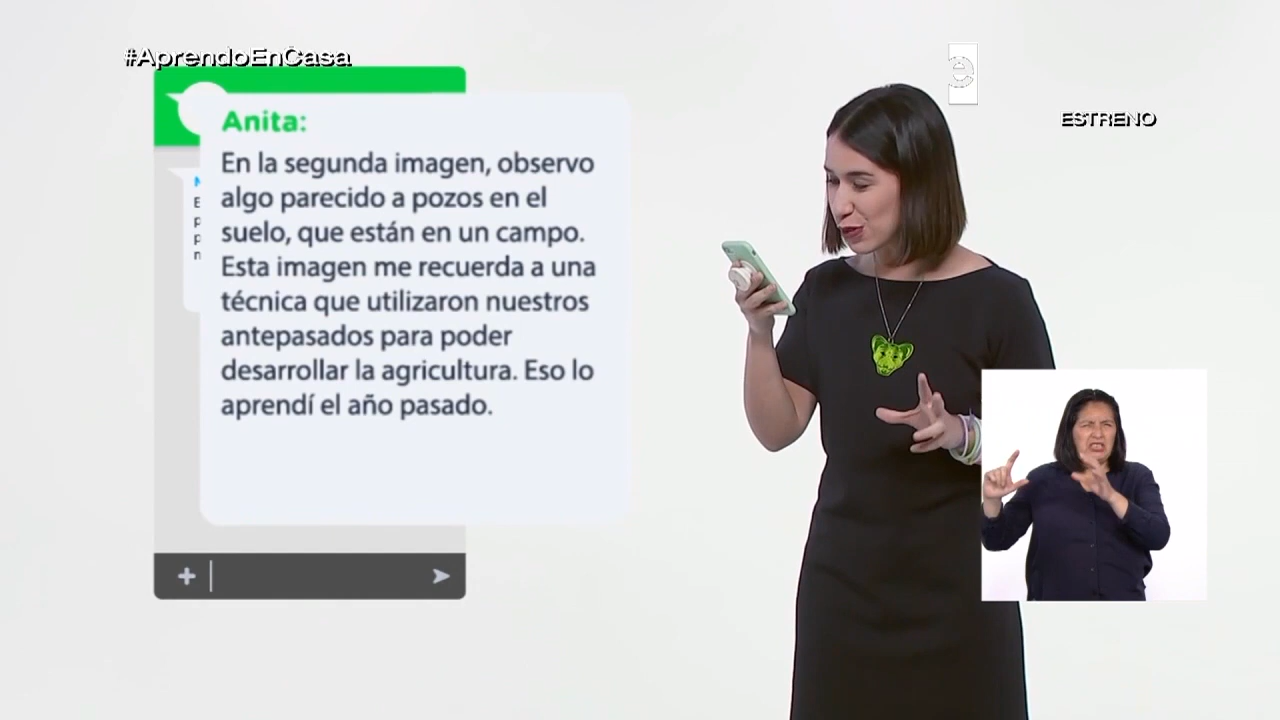 #AprendoEnCasa
e
ESTRENO
Anita:
En la segunda imagen, observo
algo parecido a pozos en el
suelo, que están en un campo.
Esta imagen me recuerda a una
técnica que utilizaron nuestros
antepasados para poder
desarrollar la agricultura. Eso lo
aprendí el año pasado.